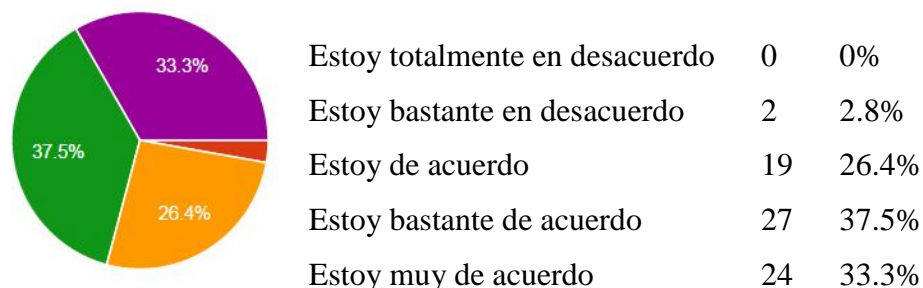 33.3%
37.5%
26.4%
Estoy totalmente en desacuerdo 0 0%
Estoy bastante en desacuerdo 2 2.8%
Estoy de acuerdo 19 26.4%
Estoy bastante de acuerdo 27 37.5%
Estoy muy de acuerdo 24 33.3%